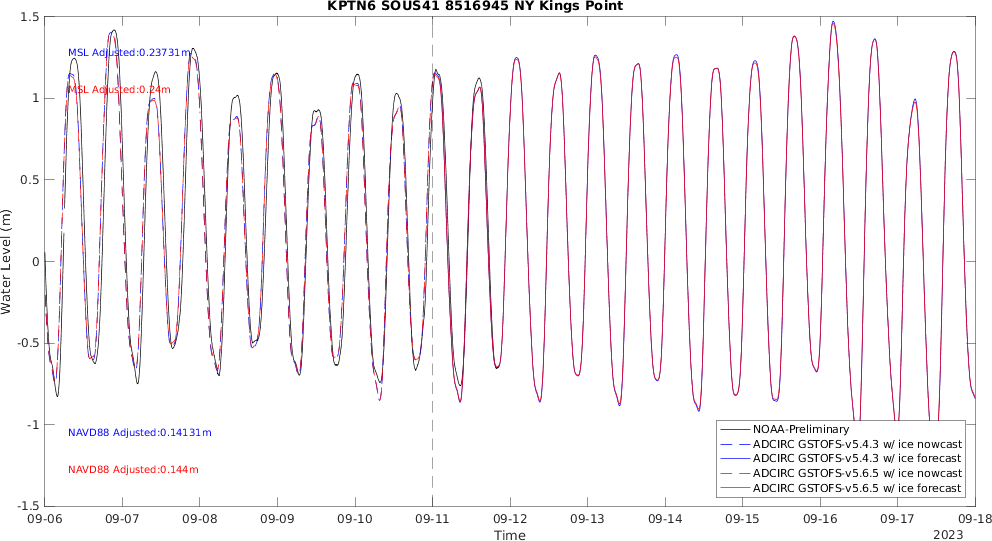 KPTN6 SOUS41 8516945 NY Kings Point
1.5
1
0.5
0
-0.5
-1
-1.5
Water Level (m)
MSL Adjusted:0.23731m
MSL Adjusted:0.24m
NAVD88 Adjusted:0.14131m
NAVD88 Adjusted:0.144m
NOAA-Preliminary
ADCIRC GSTOFS-v5.4.3 w/ ice nowcast
ADCIRC GSTOFS-v5.4.3 w/ ice forecast
ADCIRC GSTOFS-v5.6.5 w/ ice nowcast
ADCIRC GSTOFS-v5.6.5 w/ ice forecast
09-06 09-07 09-08 09-09 09-10 09-11 09-12 09-13 09-14 09-15 09-16 09-17 09-18
Time
2023